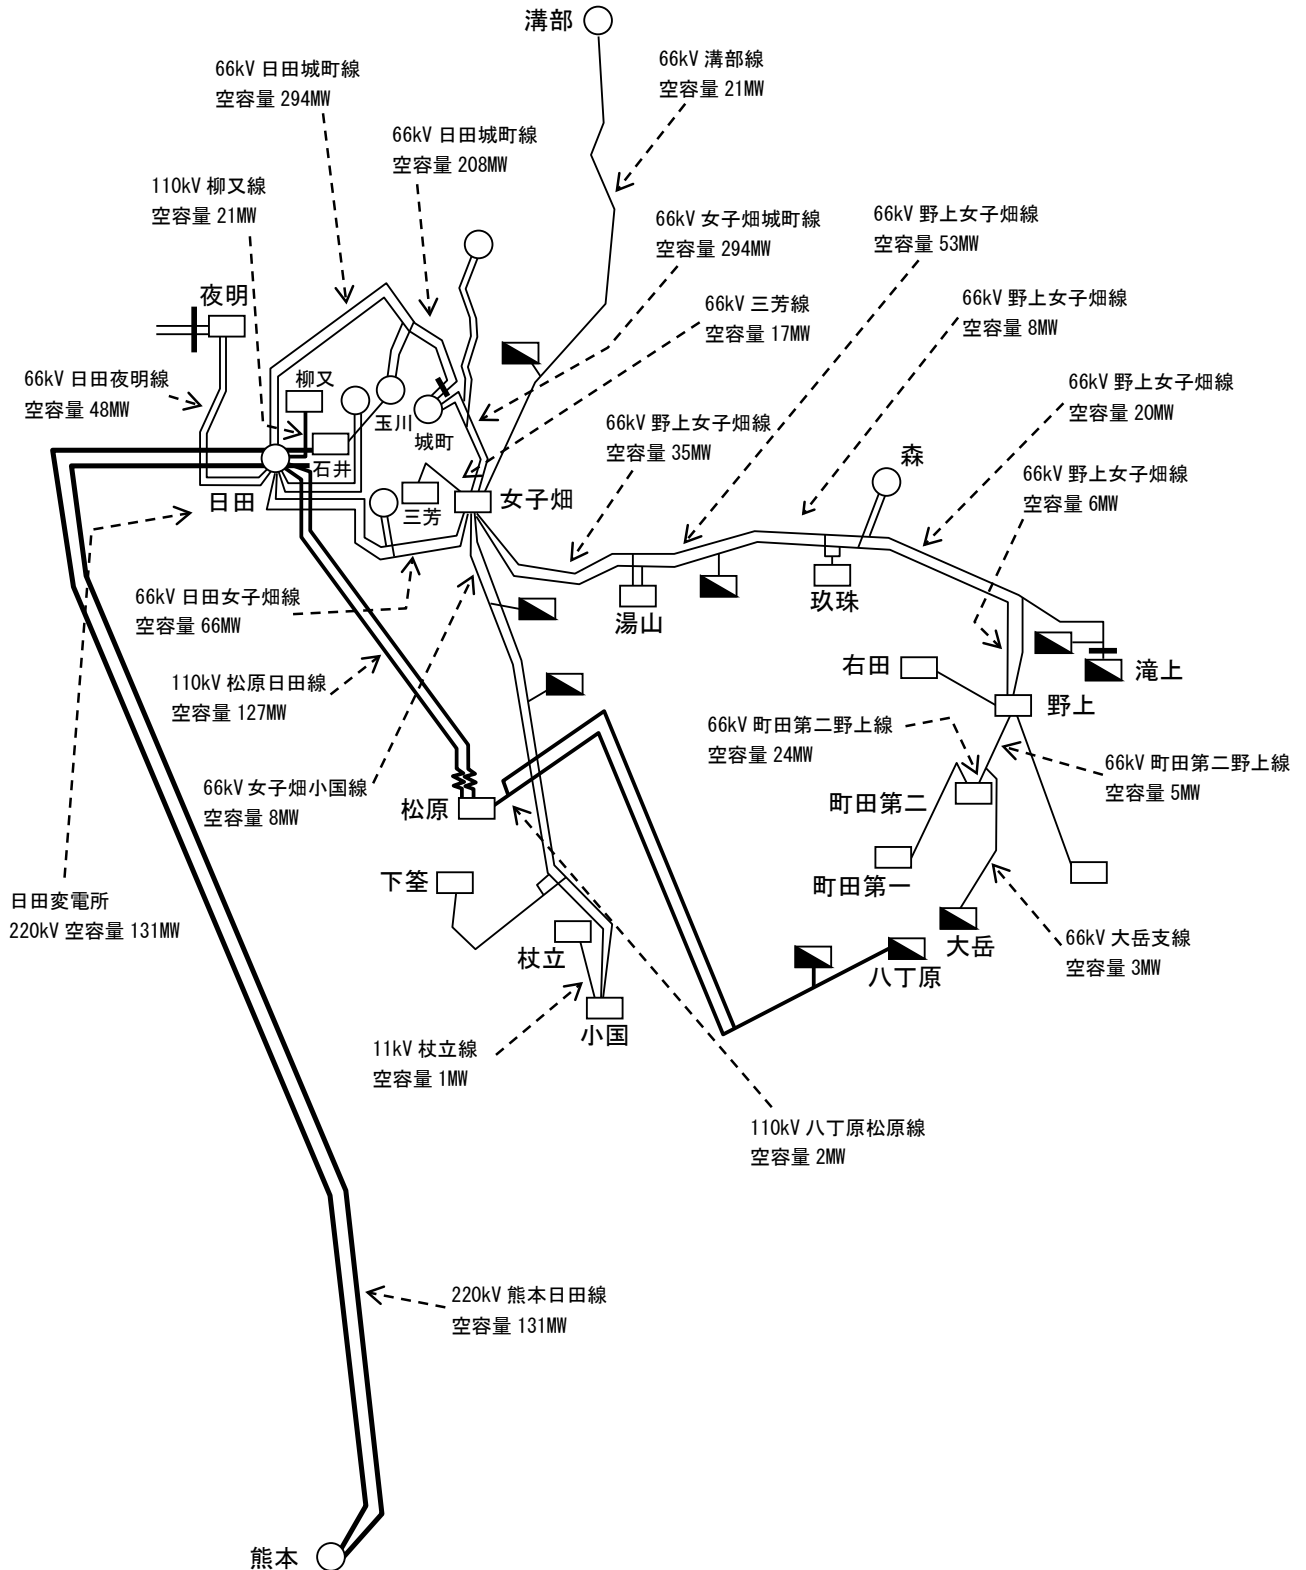 溝部
66kV 日田城町線
空容量 294MW
66kV 溝部線
空容量 21MW
66kV 日田城町線
空容量 208MW
110kV 柳又線
空容量 21MW
66kV 女子畑城町線
空容量 294MW
66kV 野上女子畑線
空容量 53MW
夜明
66kV 三芳線
空容量 17MW
66kV 野上女子畑線
空容量 8MW
66kV 日田夜明線
空容量 48MW
柳又
玉川
城町
66kV 野上女子畑線
空容量 35MW
66kV 野上女子畑線
空容量 20MW
石井
森
日田
三芳
女子畑
66kV 野上女子畑線
空容量 6MW
66kV 日田女子畑線
空容量 66MW
湯山
玖珠
110kV 松原日田線
空容量 127MW
右田
滝上
野上
66kV 町田第二野上線
空容量 24MW
66kV 町田第二野上線
空容量 5MW
66kV 女子畑小国線
空容量 8MW
松原
町田第二
下筌
町田第一
日田変電所
220kV 空容量 131MW
杖立
大岳
66kV 大岳支線
空容量 3MW
八丁原
小国
11kV 杖立線
空容量 1MW
110kV 八丁原松原線
空容量 2MW
220kV 熊本日田線
空容量 131MW
熊本